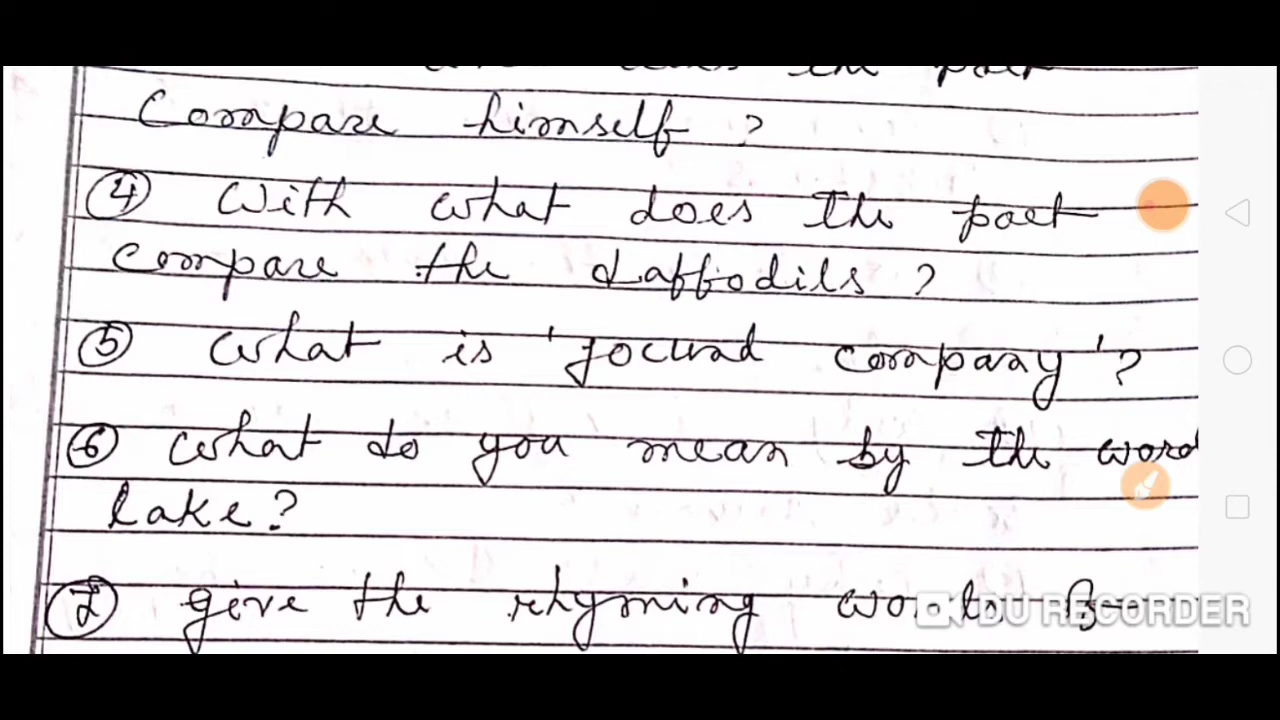 Compare himself ?
④ With what does the poet
compare the daffodils ?
⑤ What is 'jocund company' ?
⑥ What do you mean by the word
lake?
⑦ give the rhyming
DU RECORDER